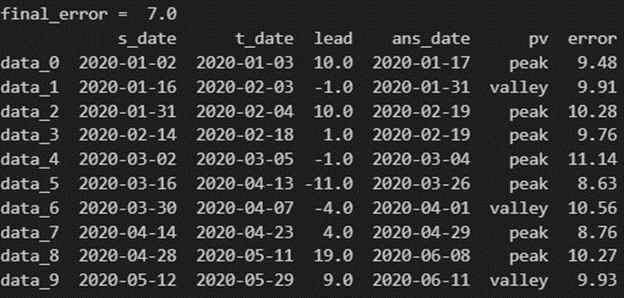 final_error =  7.0
s_date t_date lead ans_date pv error
data_0 2020-01-02 2020-01-03 10.0 2020-01-17 peak 9.48
data_1 2020-01-16 2020-02-03 -1.0 2020-01-31 valley 9.91
data_2 2020-01-31 2020-02-04 10.0 2020-02-19 peak 10.28
data_3 2020-02-14 2020-02-18 1.0 2020-02-19 peak 9.76
data_4 2020-03-02 2020-03-05 -1.0 2020-03-04 peak 11.14
data_5 2020-03-16 2020-04-13 -11.0 2020-03-26 peak 8.63
data_6 2020-03-30 2020-04-07 -4.0 2020-04-01 valley 10.56
data_7 2020-04-14 2020-04-23 4.0 2020-04-29 peak 8.76
data_8 2020-04-28 2020-05-11 19.0 2020-06-08 peak 10.27
data_9 2020-05-12 2020-05-29 9.0 2020-06-11 valley 9.93